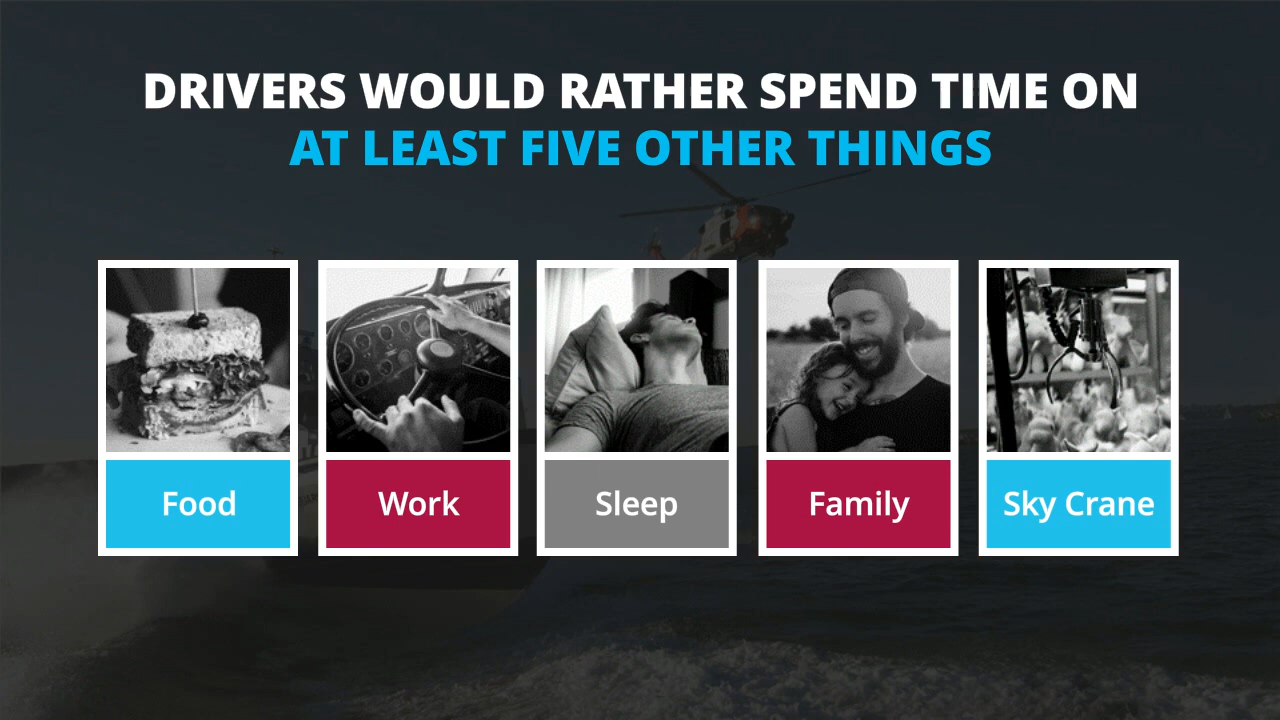 DRIVERS WOULD RATHER SPEND TIME ON
AT LEAST FIVE OTHER THINGS
Food
Work
Sleep
Family
Sky Crane